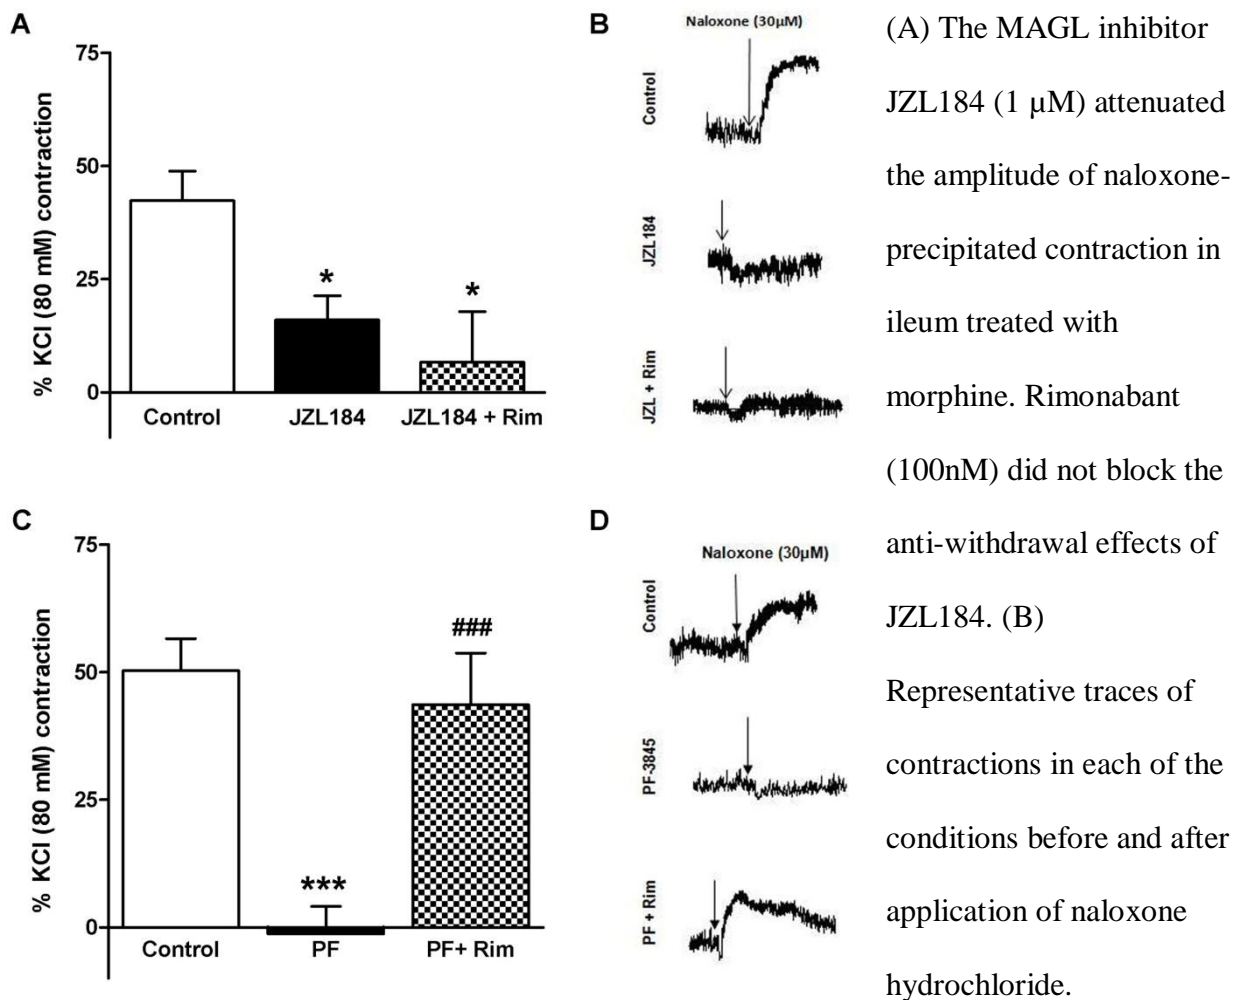 A
75
50
25
0
% KCl (80 mM) contraction
*
*
Control
JZL184
JZL184 + Rim
B
Naloxone (30µM)
Control
JZL184
JZL + Rim
C
75
50
25
0
% KCl (80 mM) contraction
***
###
Control
PF
PF+ Rim
D
Naloxone (30µM)
Control
PF-3845
PF + Rim
(A) The MAGL inhibitor
JZL184 (1 µM) attenuated
the amplitude of naloxone-
precipitated contraction in
ileum treated with
morphine. Rimonabant
(100nM) did not block the
anti-withdrawal effects of
JZL184. (B)
Representative traces of
contractions in each of the
conditions before and after
application of naloxone
hydrochloride.